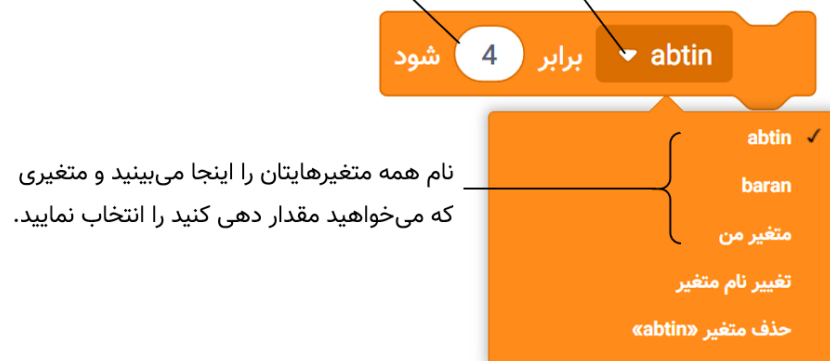 abtin برابر 4 شود
✓ abtin
baran
متغیر من
تغییر نام متغیر
حذف متغیر «abtin»
نام همه متغیرهایتان را اینجا می‌بینید و متغیری
که می‌خواهید مقدار دهی کنید را انتخاب نمایید.